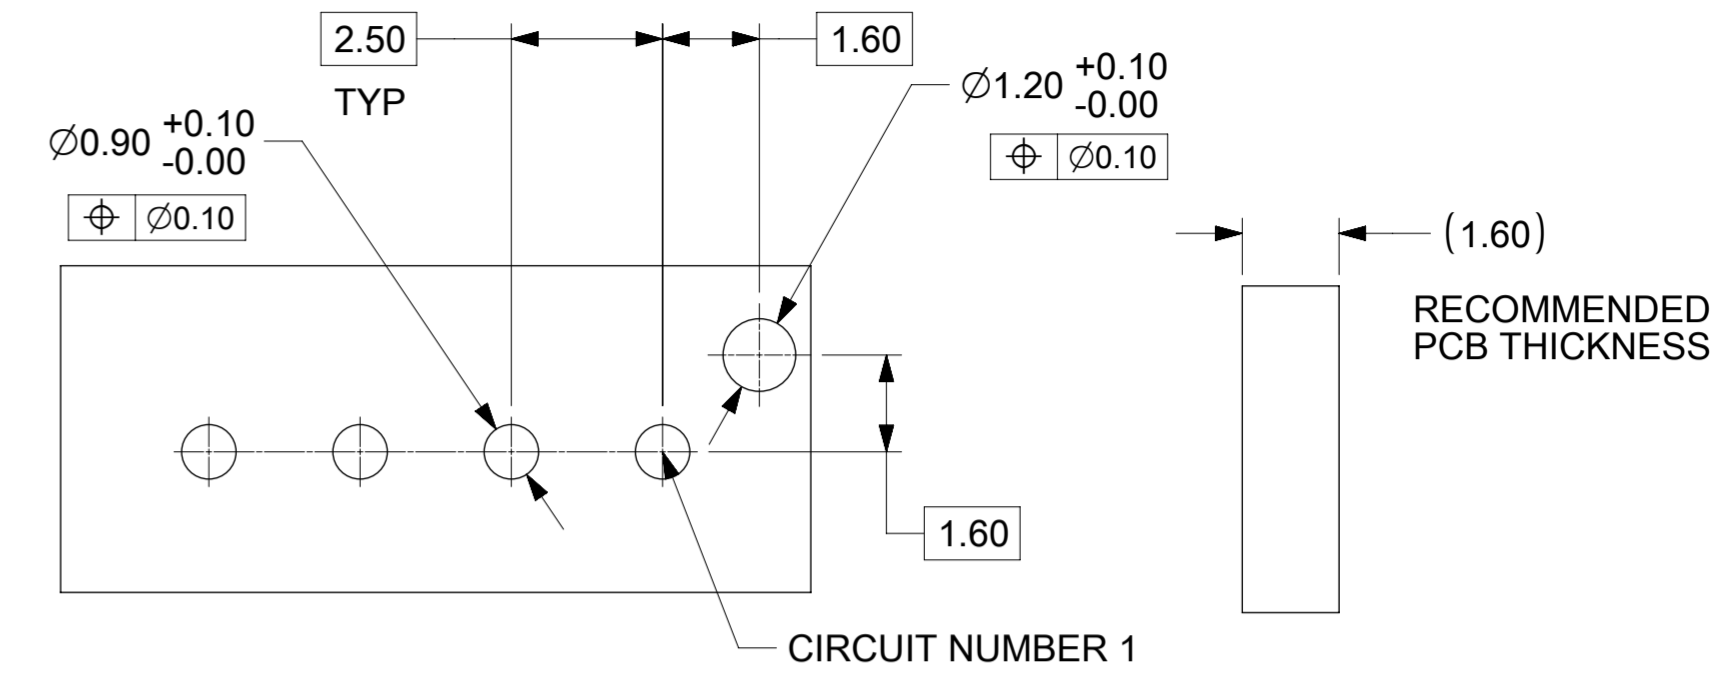 2.50
TYP
1.60
∅1.20 +0.10
-0.00
⌖ ∅0.10
∅0.90 +0.10
-0.00
⌖ ∅0.10
(1.60)
RECOMMENDED
PCB THICKNESS
1.60
CIRCUIT NUMBER 1